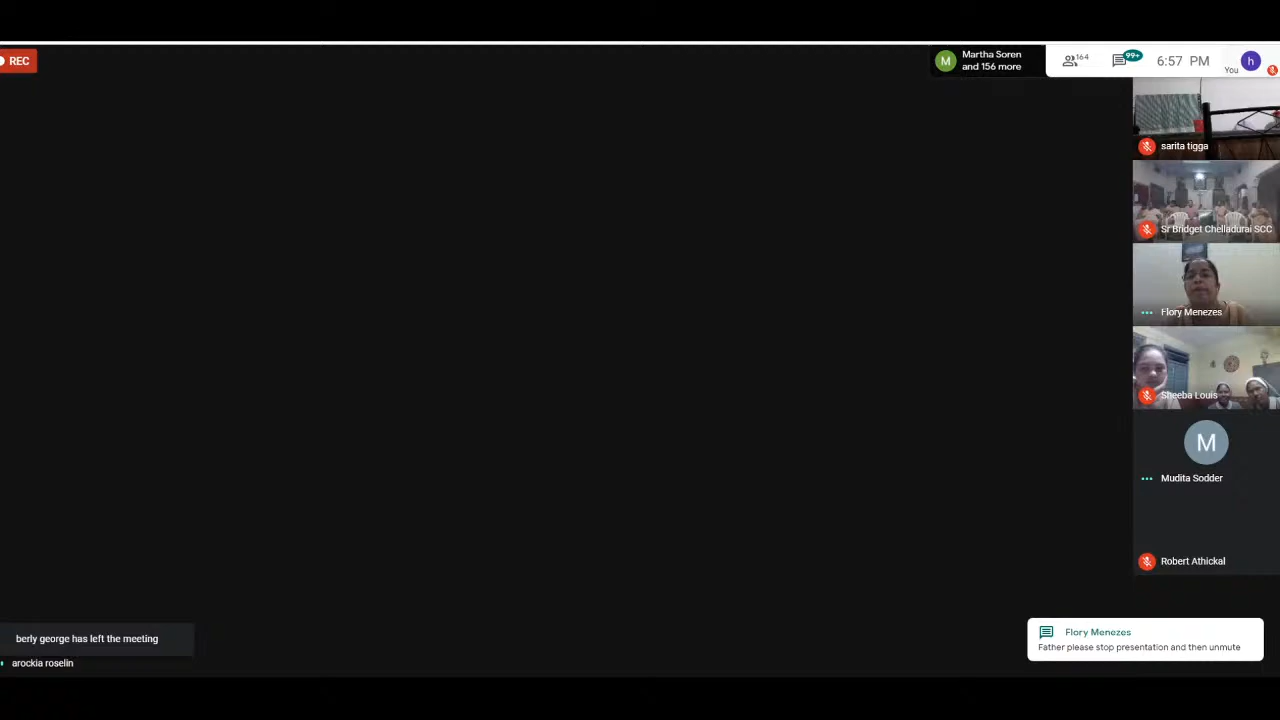 REC
M
Martha Soren
and 156 more
164
99+
6:57 PM
You
h
sarita tigga
Sr Bridget Chelladurai SCC
Flory Menezes
Sheeba Louis
M
Mudita Sodder
Robert Athickal
berly george has left the meeting
arockia roselin
Flory Menezes
Father please stop presentation and then unmute